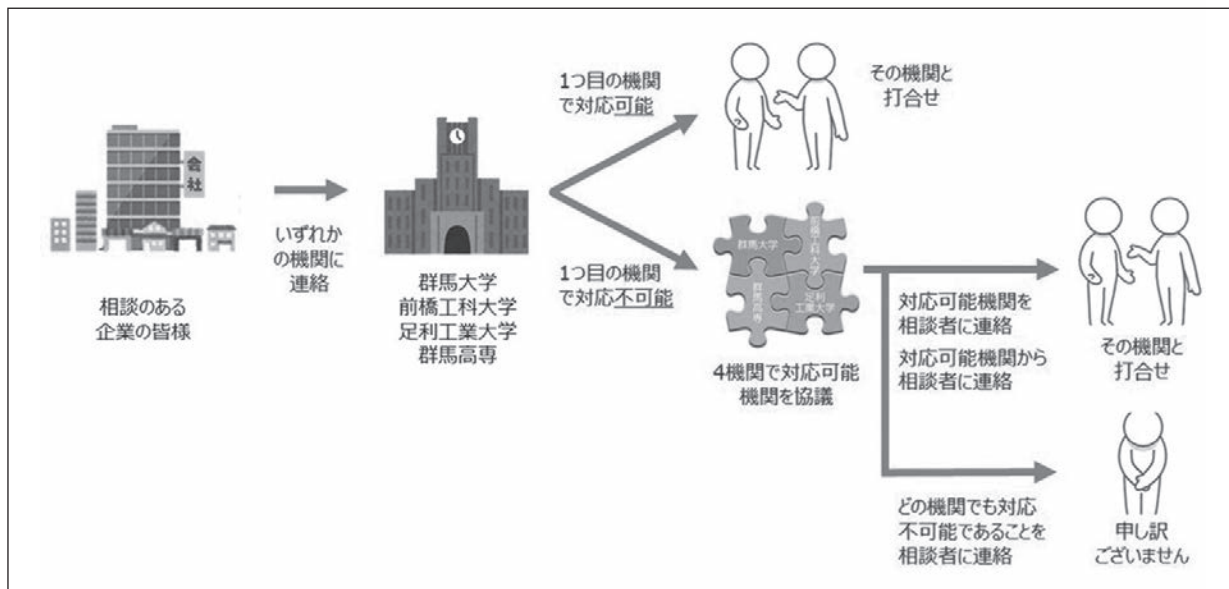 会社
相談のある
企業の皆様
いずれか
の機関に
連絡
群馬大学
前橋工科大学
足利工業大学
群馬高専
1つ目の機関
で対応可能
その機関と
打合せ
1つ目の機関
で対応不可能
群馬大学
前橋工科大学
群馬高専
足利
工業大学
4機関で対応可能
機関を協議
対応可能機関を
相談者に連絡
対応可能機関から
相談者に連絡
その機関と
打合せ
どの機関でも対応
不可能であることを
相談者に連絡
申し訳
ございません